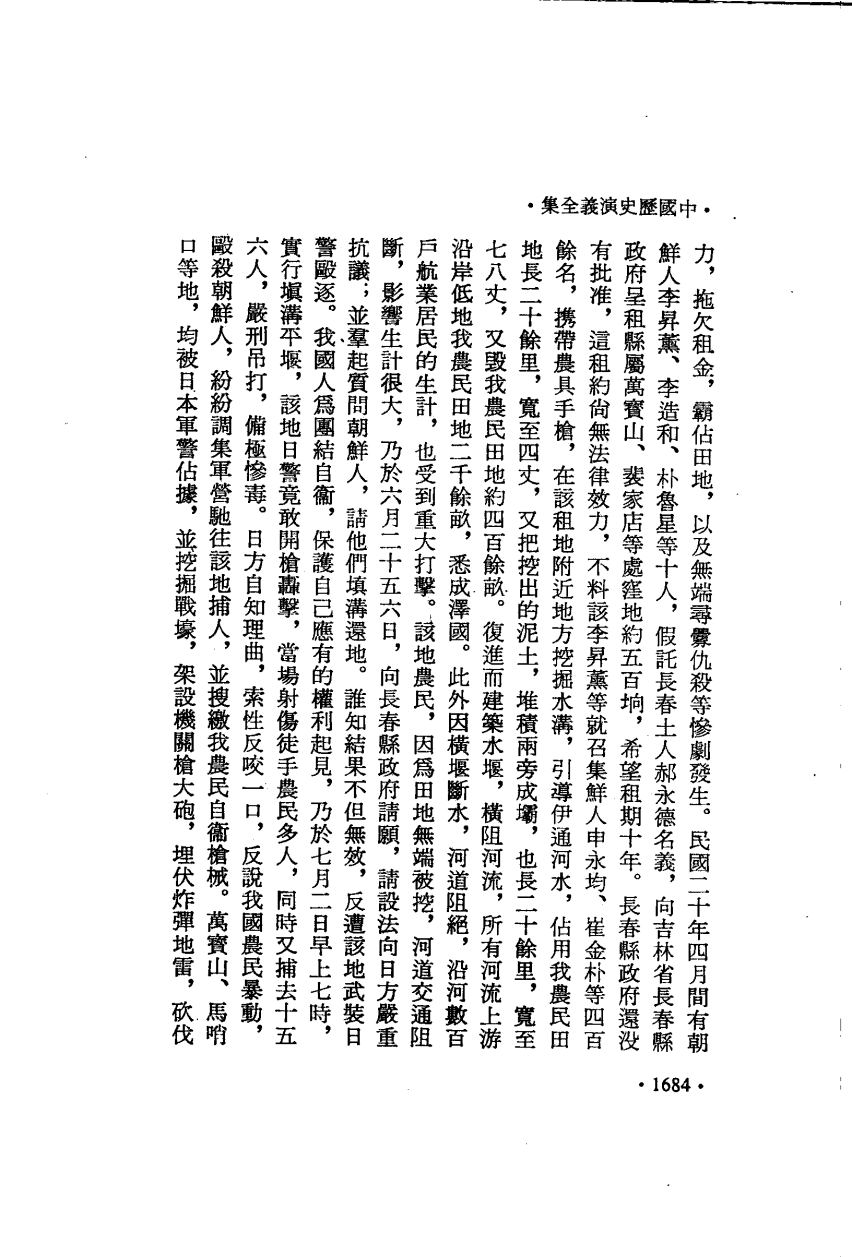 ·中國歷史演義全集·
力，拖欠租金，霸佔田地，以及無端尋釁仇殺等慘劇發生。民國二十年四月間有朝
鮮人李昇薰、李造和、朴魯星等十人，假託長春土人郝永德名義，向吉林省長春縣
政府呈租縣屬萬寶山、裴家店等處窪地約五百垧，希望租期十年。長春縣政府還没
有批准，這租約尙無法律效力，不料該李昇薰等就召集鮮人申永均、崔金朴等四百
餘名，携帶農具手槍，在該租地附近地方挖掘水溝，引導伊通河水，佔用我農民田
地長二十餘里，寬至四丈，又把挖出的泥土，堆積兩旁成壩，也長二十餘里，寬至
七八丈，又毀我農民田地約四百餘畝。復進而建築水堰，橫阻河流，所有河流上游
沿岸低地我農民田地二千餘畝，悉成澤國。此外因橫堰斷水，河道阻絕，沿河數百
戶航業居民的生計，也受到重大打擊。該地農民，因爲田地無端被挖，河道交通阻
斷，影響生計很大，乃於六月二十五六日，向長春縣政府請願，請設法向日方嚴重
抗議；並羣起質問朝鮮人，請他們填溝還地。誰知結果不但無效，反遭該地武裝日
警毆逐。我國人爲團結自衞，保護自己應有的權利起見，乃於七月二日早上七時，
實行塡溝平堰，該地日警竟敢開槍轟擊，當場射傷徒手農民多人，同時又捕去十五
六人，嚴刑吊打，備極慘毒。日方自知理曲，索性反咬一口，反說我國農民暴動，
毆殺朝鮮人，紛紛調集軍營馳往該地捕人，並搜繳我農民自衞槍械。萬寶山、馬哨
口等地，均被日本軍警佔據，並挖掘戰壕，架設機關槍大砲，埋伏炸彈地雷，砍伐
·1684·